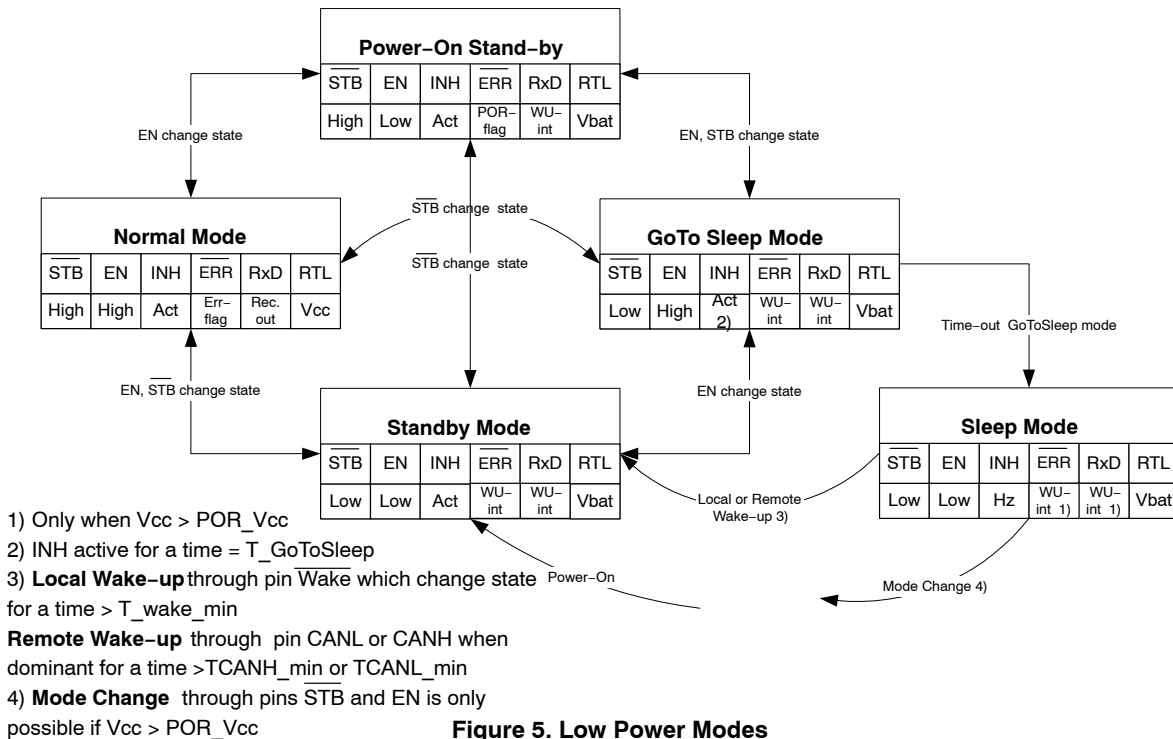 Power-On Stand-by
STB EN INH ERR RxD RTL
High Low Act POR-flag WU-int Vbat
EN change state
EN, STB change state
STB change state
STB change state
Normal Mode
STB EN INH ERR RxD RTL
High High Act Err-flag Rec. out Vcc
GoTo Sleep Mode
STB EN INH ERR RxD RTL
Low High Act 2) WU-int WU-int Vbat
Time-out GoToSleep mode
EN, STB change state
EN change state
Standby Mode
STB EN INH ERR RxD RTL
Low Low Act WU-int WU-int Vbat
Sleep Mode
STB EN INH ERR RxD RTL
Low Low Hz WU-int 1) WU-int 1) Vbat
Local or Remote
Wake-up 3)
Power-On
Mode Change 4)
1) Only when Vcc > POR_Vcc
2) INH active for a time = T_GoToSleep
3) Local Wake-up through pin Wake which change state
for a time > T_wake_min
Remote Wake-up through pin CANL or CANH when
dominant for a time >TCANH_min or TCANL_min
4) Mode Change through pins STB and EN is only
possible if Vcc > POR_Vcc
Figure 5. Low Power Modes